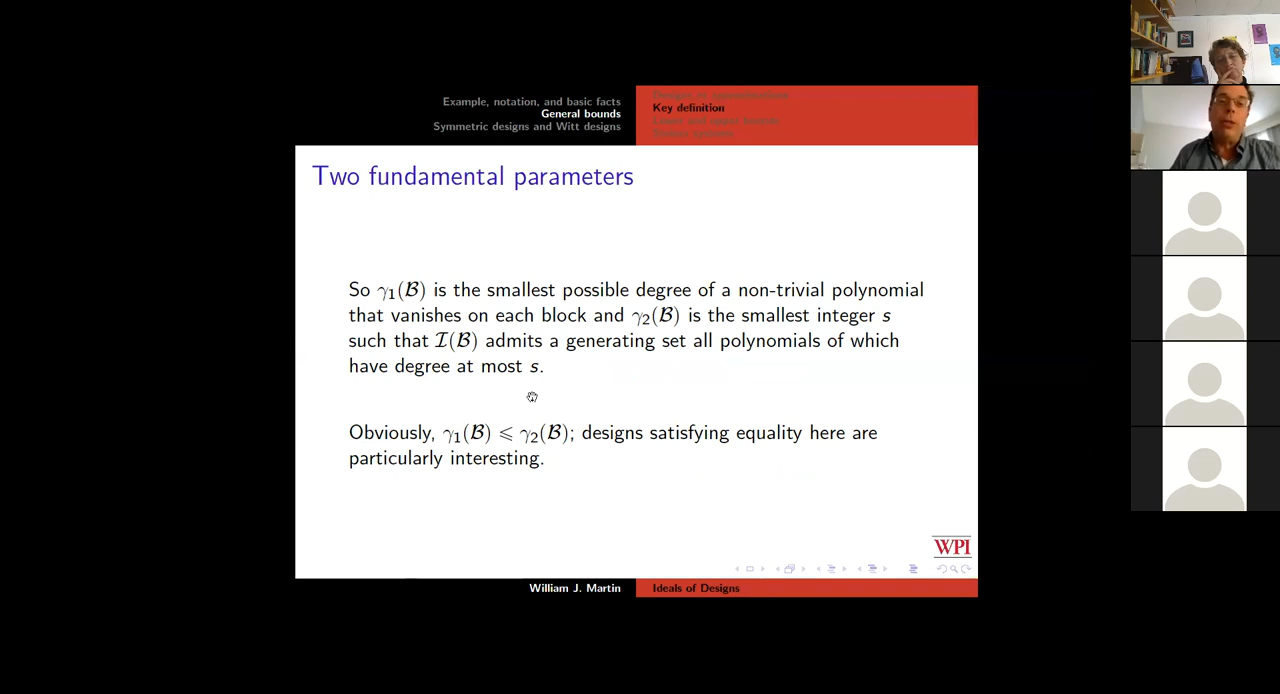 Example, notation, and basic facts
General bounds
Symmetric designs and Witt designs
Key definition
Two fundamental parameters
So γ₁(ℬ) is the smallest possible degree of a non-trivial polynomial
that vanishes on each block and γ₂(ℬ) is the smallest integer s
such that ℐ(ℬ) admits a generating set all polynomials of which
have degree at most s.
Obviously, γ₁(ℬ) ⩽ γ₂(ℬ); designs satisfying equality here are
particularly interesting.
WPI
William J. Martin
Ideals of Designs